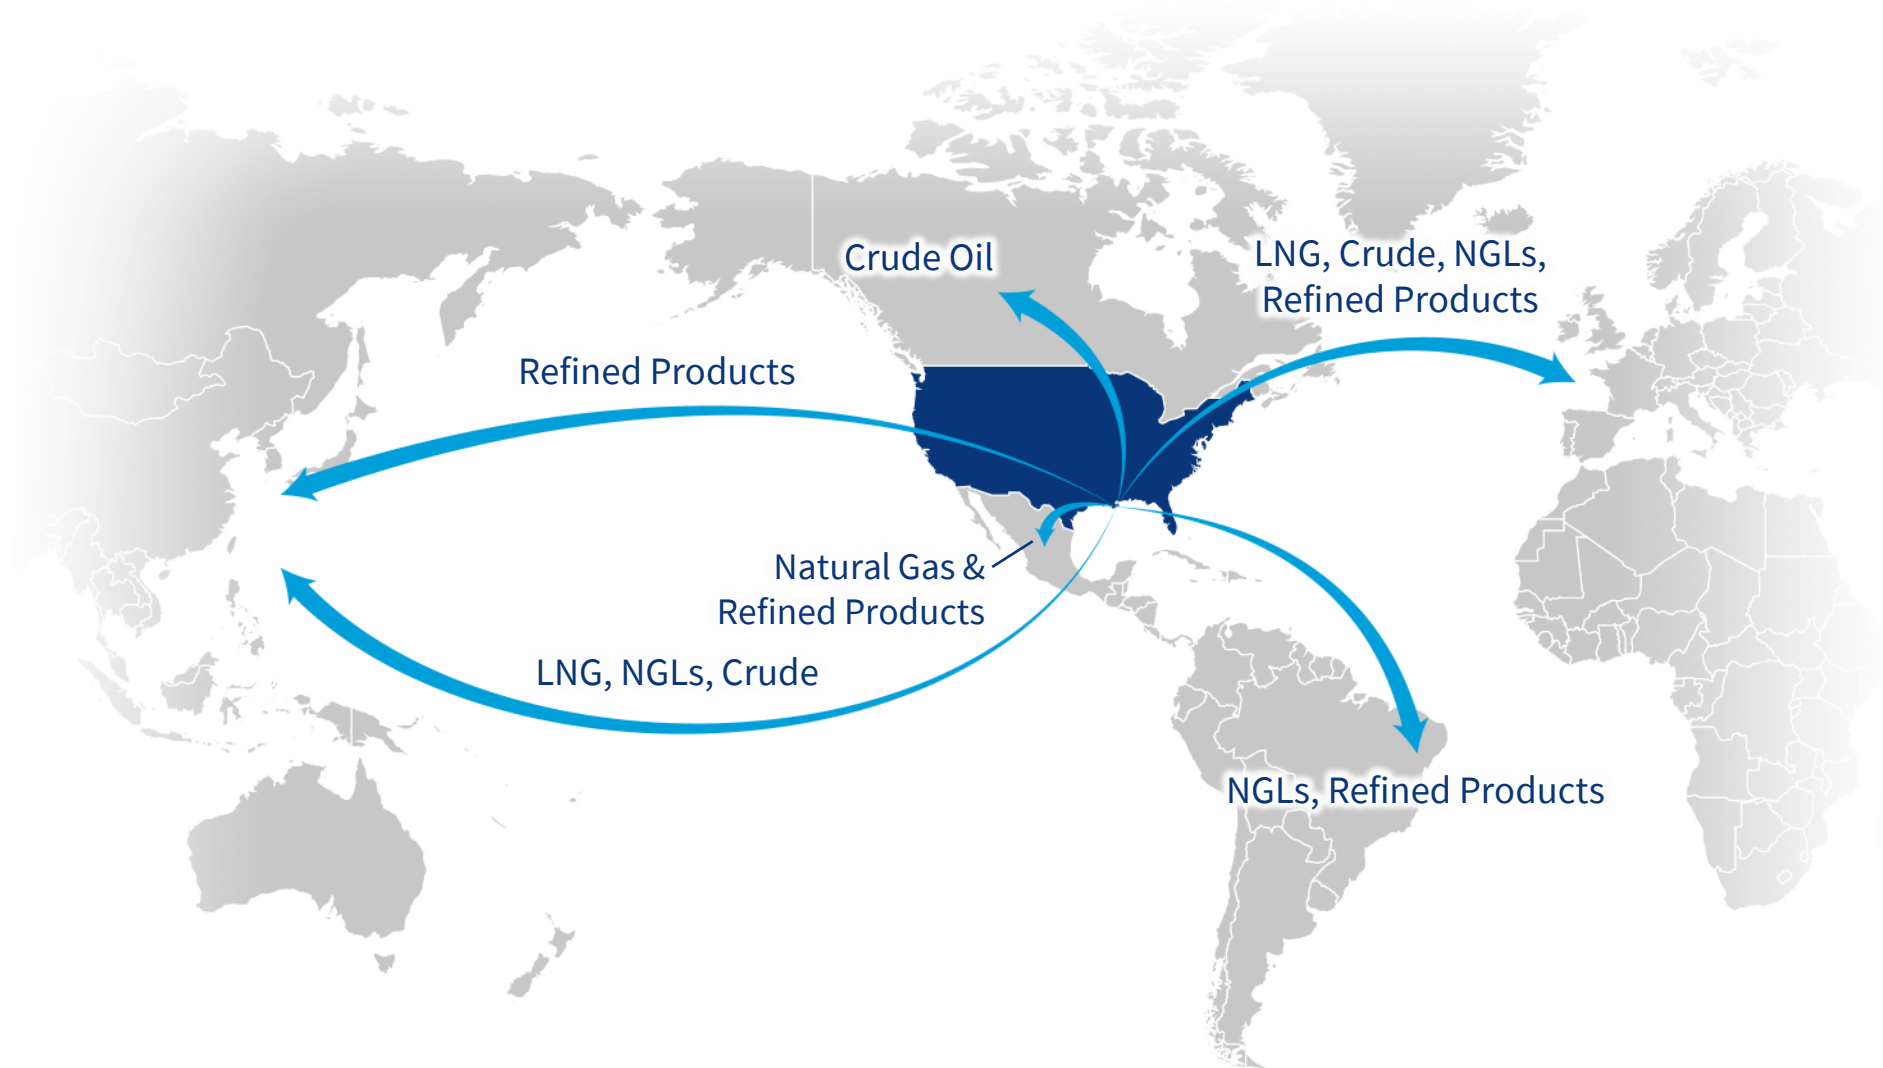 Crude Oil
LNG, Crude, NGLs,
Refined Products
Refined Products
Natural Gas &
Refined Products
LNG, NGLs, Crude
NGLs, Refined Products